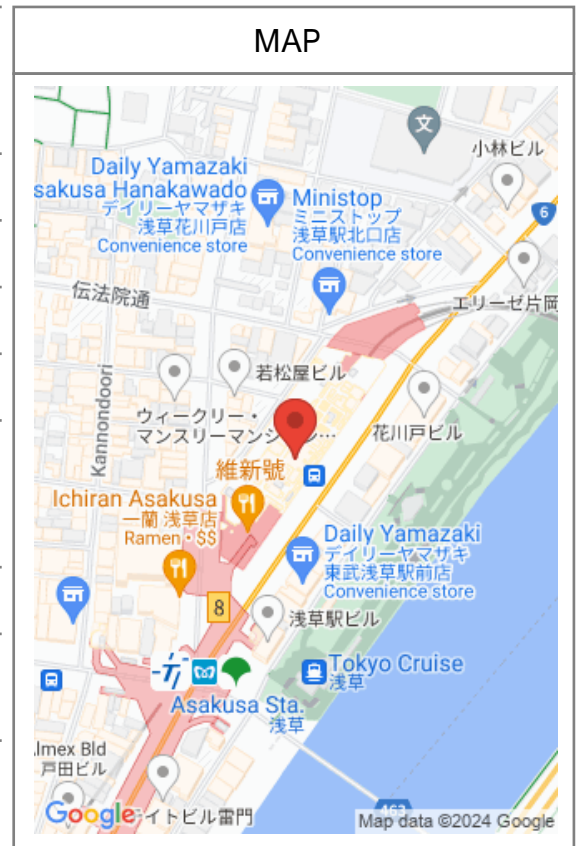 MAP
文
小林ビル
Daily Yamazaki
sakusa Hanakawado
デイリーヤマザキ
浅草花川戸店
Convenience store
Ministop
ミニストップ
浅草駅北口店
Convenience store
6
エリーゼ片岡
伝法院通
若松屋ビル
Kannondoori
ウィークリー・
マンスリーマンション…
花川戸ビル
維新號
Ichiran Asakusa
一蘭 浅草店
Ramen・$$
Daily Yamazaki
デイリーヤマザキ
東武浅草駅前店
Convenience store
8
浅草駅ビル
Tokyo Cruise
浅草
Asakusa Sta.
浅草
lmex Bld
戸田ビル
463
Google
イトビル雷門
Map data ©2024 Google